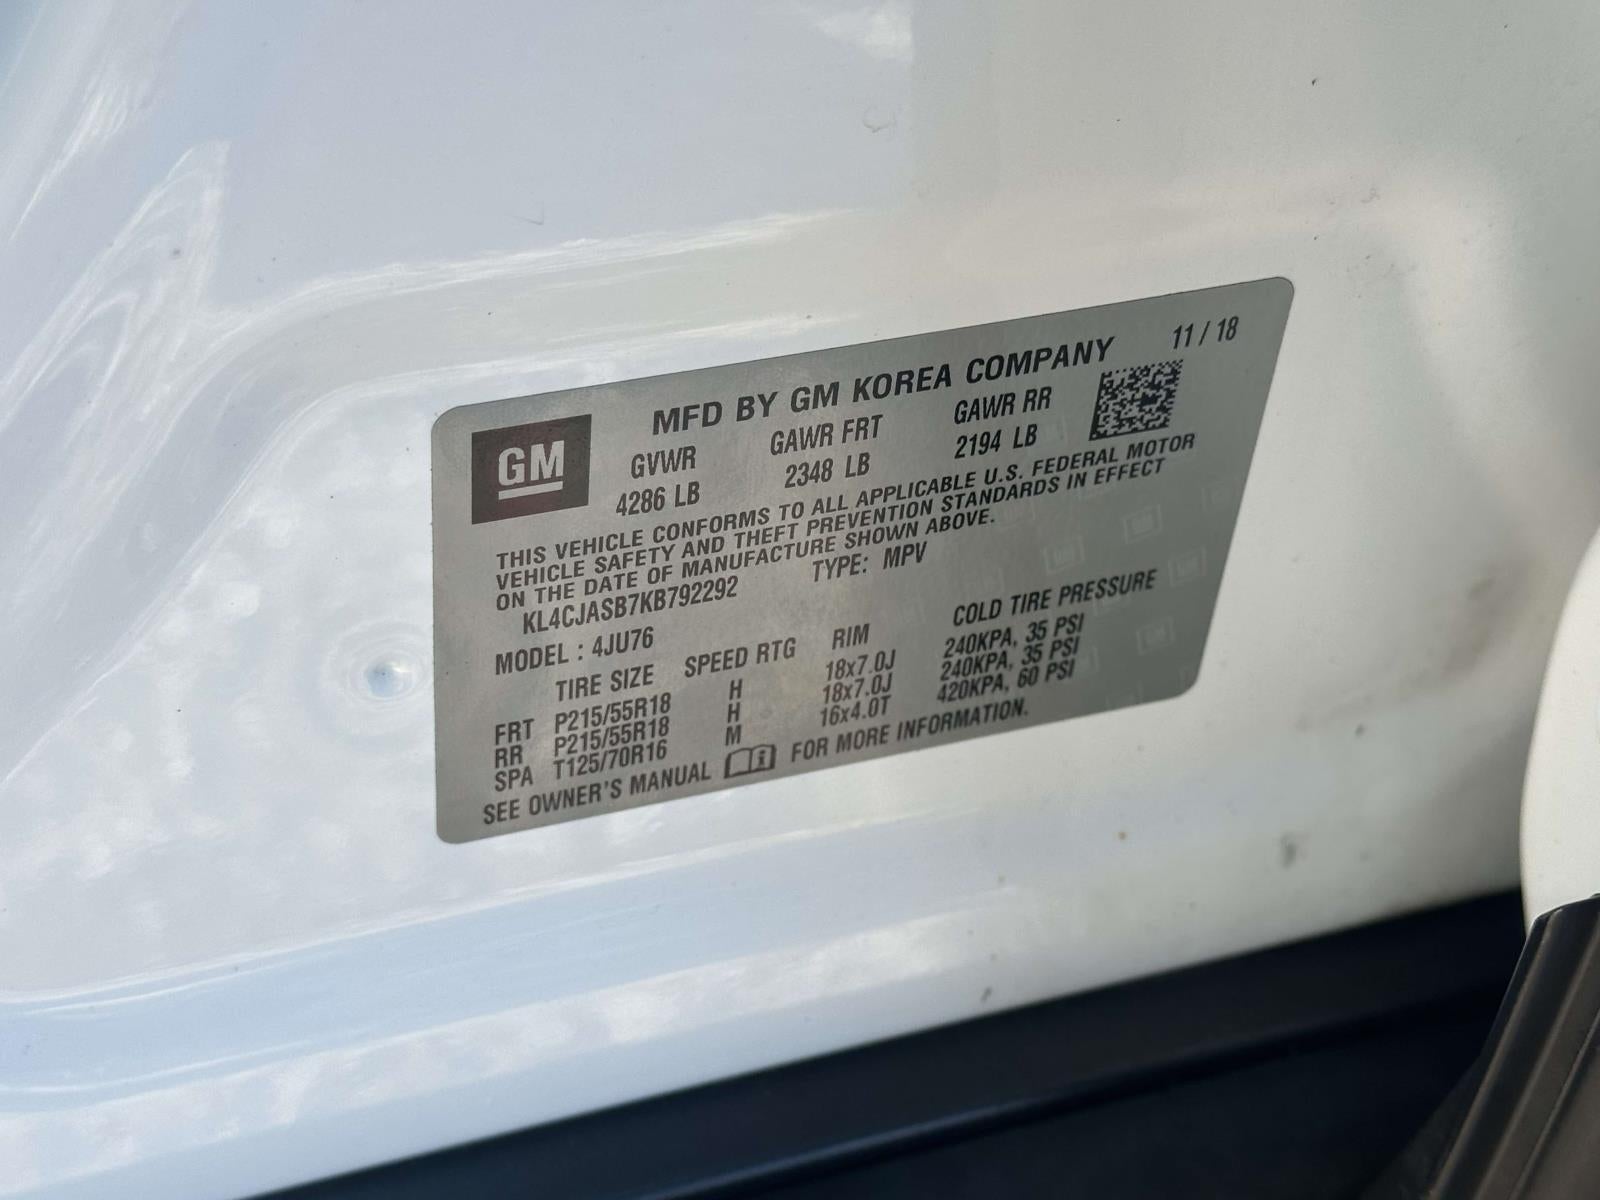 MFD BY GM KOREA COMPANY 11 / 18
GM GVWR GAWR FRT GAWR RR
4286 LB 2348 LB 2194 LB
THIS VEHICLE CONFORMS TO ALL APPLICABLE U.S. FEDERAL MOTOR
VEHICLE SAFETY AND THEFT PREVENTION STANDARDS IN EFFECT
ON THE DATE OF MANUFACTURE SHOWN ABOVE.
KL4CJASB7KB792292 TYPE: MPV
MODEL : 4JU76
TIRE SIZE SPEED RTG RIM COLD TIRE PRESSURE
FRT P215/55R18 H 18x7.0J 240KPA, 35 PSI
RR P215/55R18 H 18x7.0J 240KPA, 35 PSI
SPA T125/70R16 M 16x4.0T 420KPA, 60 PSI
SEE OWNER'S MANUAL FOR MORE INFORMATION.